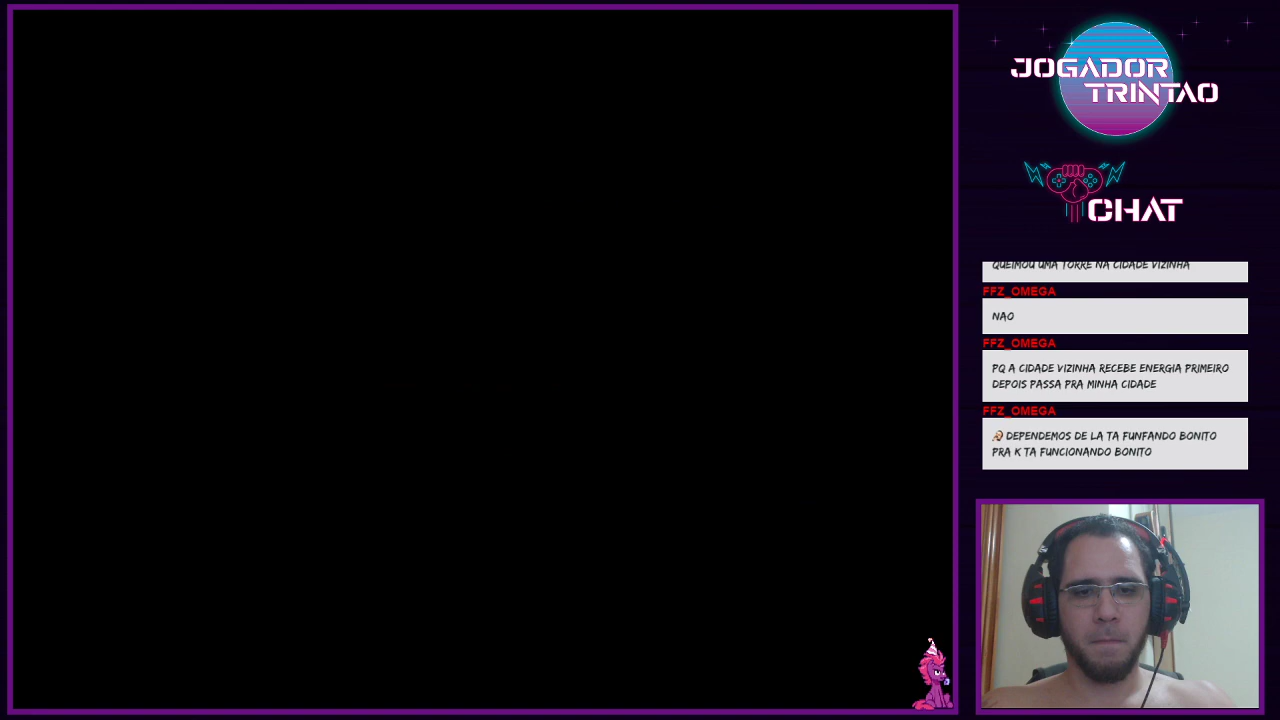 JOGADOR
TRINTAO
CHAT
QUEIMOU UMA TORRE NA CIDADE VIZINHA
FFZ_OMEGA
NAO
FFZ_OMEGA
PQ A CIDADE VIZINHA RECEBE ENERGIA PRIMEIRO
DEPOIS PASSA PRA MINHA CIDADE
FFZ_OMEGA
DEPENDEMOS DE LA TA FUNFANDO BONITO
PRA K TA FUNCIONANDO BONITO